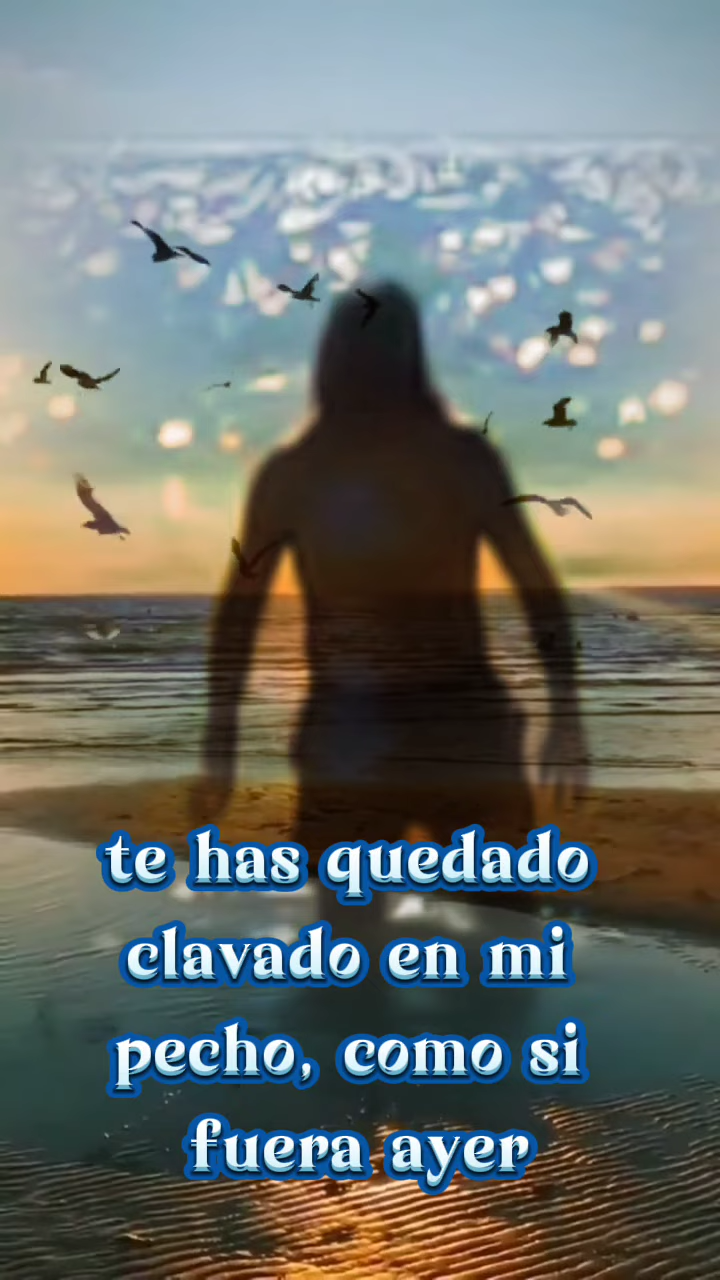 te has quedado
clavado en mi
pecho, como si
fuera ayer